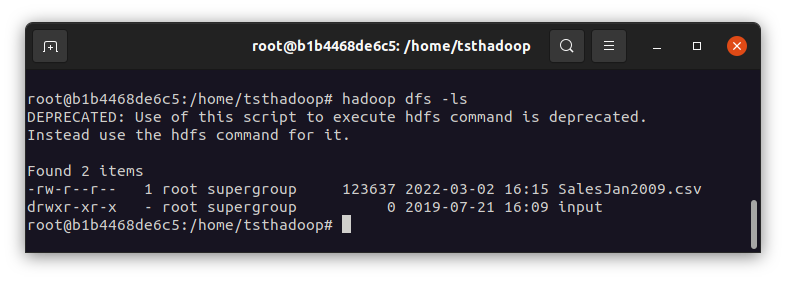 root@b1b4468de6c5: /home/tsthadoop
root@b1b4468de6c5:/home/tsthadoop# hadoop dfs -ls
DEPRECATED: Use of this script to execute hdfs command is deprecated.
Instead use the hdfs command for it.
Found 2 items
-rw-r--r--   1 root supergroup     123637 2022-03-02 16:15 SalesJan2009.csv
drwxr-xr-x   - root supergroup          0 2019-07-21 16:09 input
root@b1b4468de6c5:/home/tsthadoop#